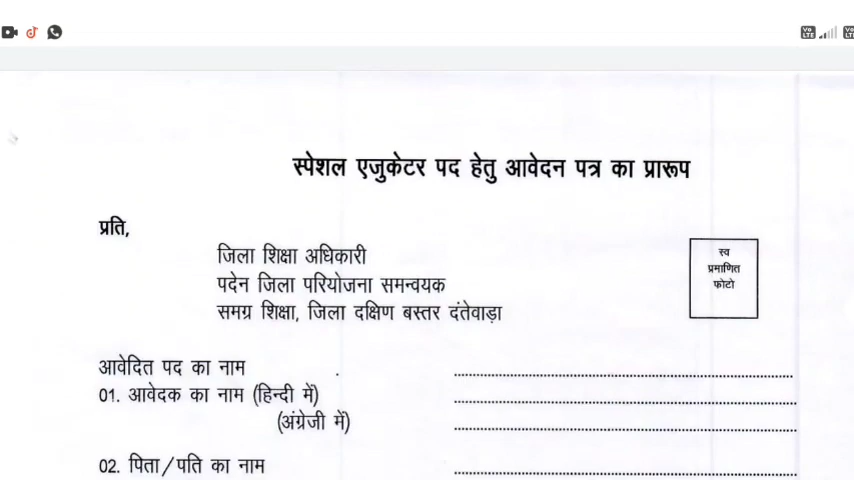 स्पेशल एजुकेटर पद हेतु आवेदन पत्र का प्रारूप
प्रति,
जिला शिक्षा अधिकारी
पदेन जिला परियोजना समन्वयक
समग्र शिक्षा, जिला दक्षिण बस्तर दंतेवाड़ा
स्व
प्रमाणित
फोटो
आवेदित पद का नाम
01. आवेदक का नाम (हिन्दी में)
(अंग्रेजी में)
02. पिता/पति का नाम